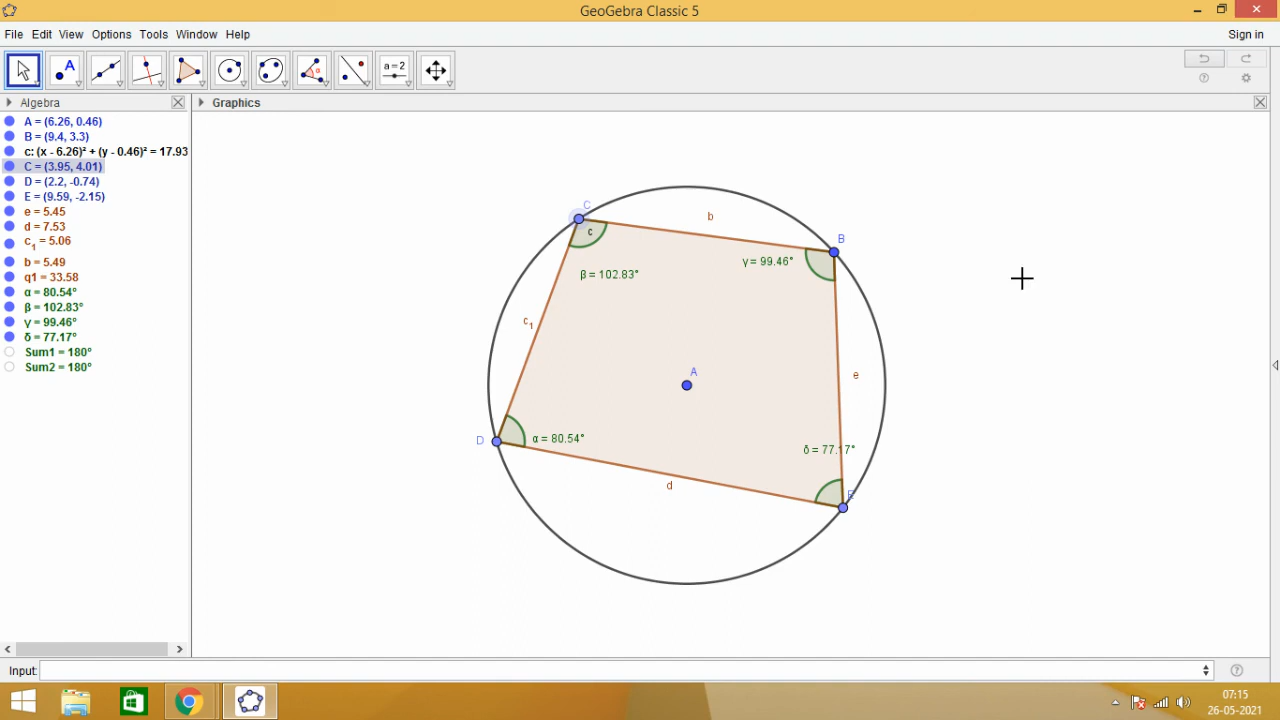 GeoGebra Classic 5
File Edit View Options Tools Window Help
Sign in
A
a=2
Algebra
Graphics
A = (6.26, 0.46)
B = (9.4, 3.3)
c: (x - 6.26)² + (y - 0.46)² = 17.93
C = (3.95, 4.01)
D = (2.2, -0.74)
E = (9.59, -2.15)
e = 5.45
d = 7.53
c₁ = 5.06
b = 5.49
q1 = 33.58
α = 80.54°
β = 102.83°
γ = 99.46°
δ = 77.17°
Sum1 = 180°
Sum2 = 180°
C
b
c
B
γ = 99.46°
β = 102.83°
c₁
A
e
D
α = 80.54°
δ = 77.17°
d
E
Input:
07:15
26-05-2021